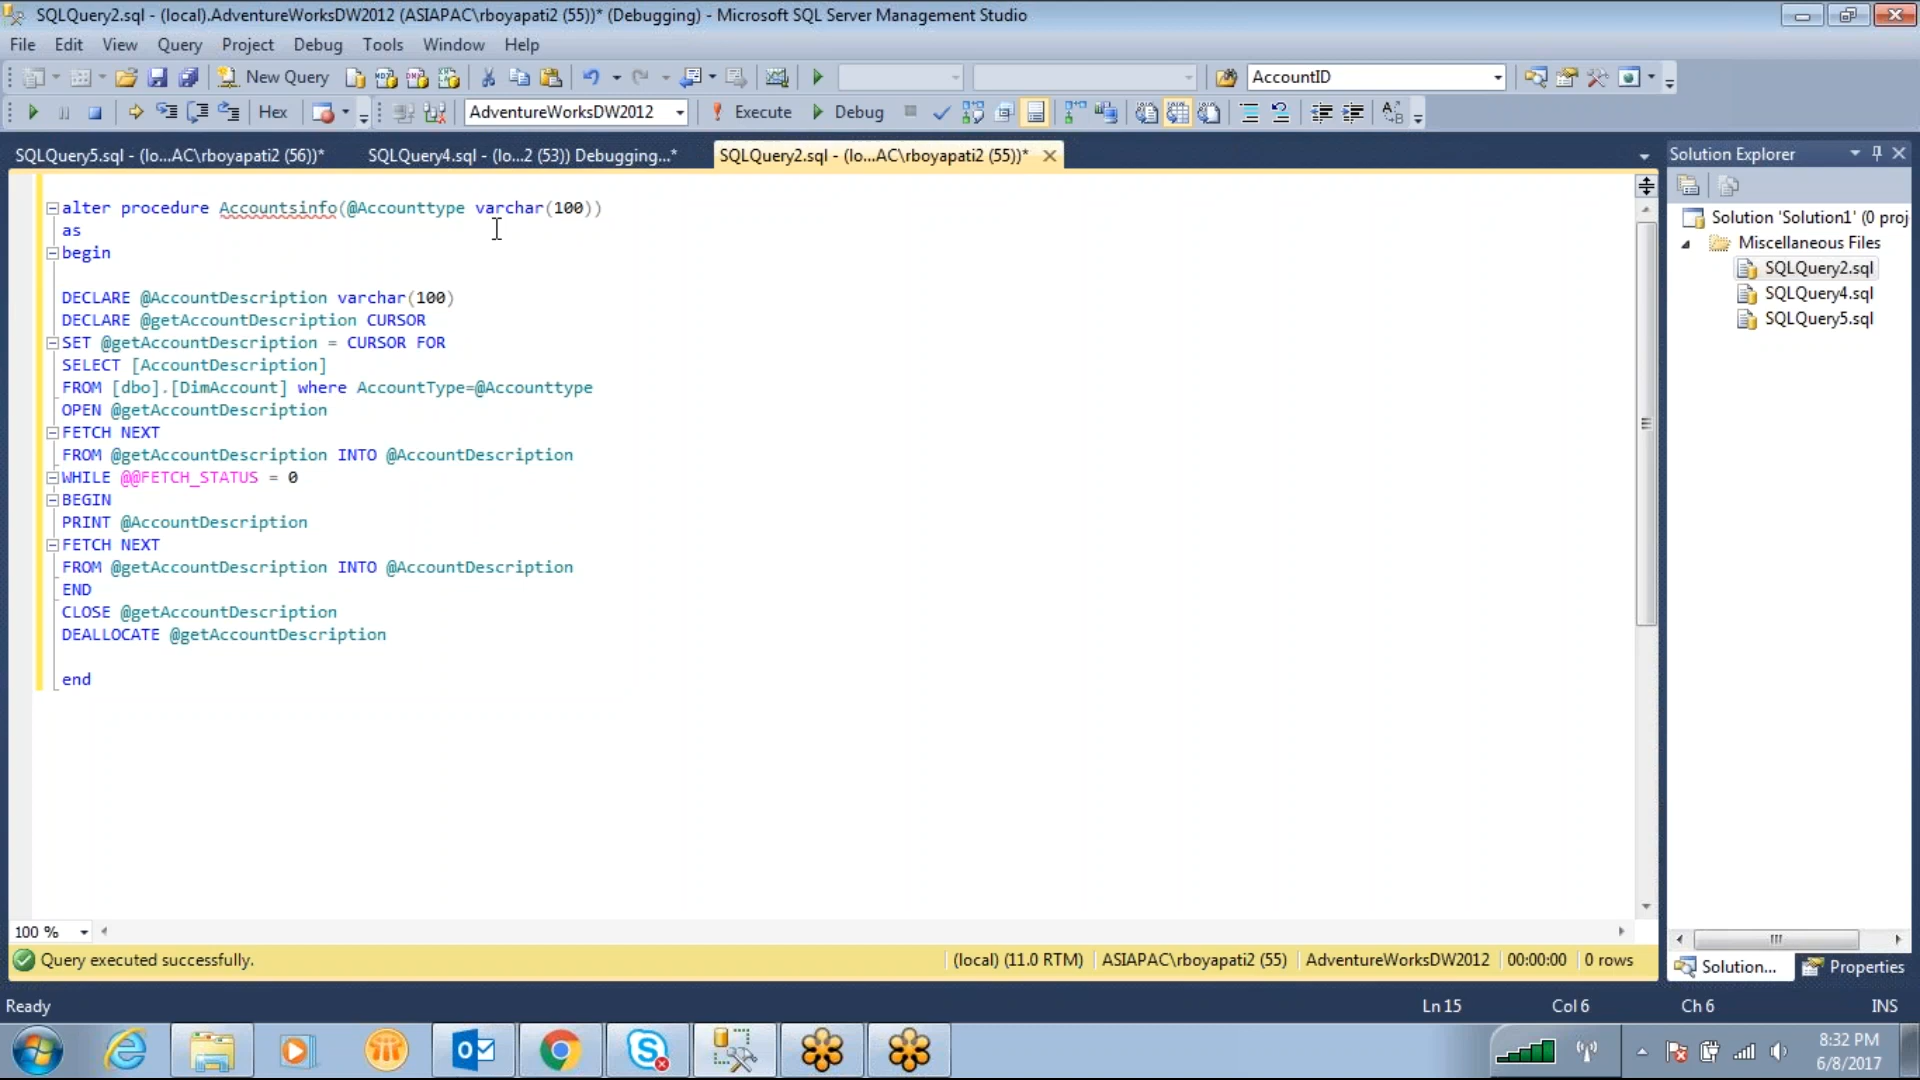 SQLQuery2.sql - (local).AdventureWorksDW2012 (ASIAPAC\rboyapati2 (55))* (Debugging) - Microsoft SQL Server Management Studio
File Edit View Query Project Debug Tools Window Help
New Query AccountID
Hex AdventureWorksDW2012 Execute Debug
SQLQuery5.sql - (lo...AC\rboyapati2 (56))* SQLQuery4.sql - (lo...2 (53)) Debugging...* SQLQuery2.sql - (lo...AC\rboyapati2 (55))*
alter procedure Accountsinfo(@Accounttype varchar(100))
as
begin
DECLARE @AccountDescription varchar(100)
DECLARE @getAccountDescription CURSOR
SET @getAccountDescription = CURSOR FOR
SELECT [AccountDescription]
FROM [dbo].[DimAccount] where AccountType=@Accounttype
OPEN @getAccountDescription
FETCH NEXT
FROM @getAccountDescription INTO @AccountDescription
WHILE @@FETCH_STATUS = 0
BEGIN
PRINT @AccountDescription
FETCH NEXT
FROM @getAccountDescription INTO @AccountDescription
END
CLOSE @getAccountDescription
DEALLOCATE @getAccountDescription
end
Solution Explorer
Solution 'Solution1' (0 proj
Miscellaneous Files
SQLQuery2.sql
SQLQuery4.sql
SQLQuery5.sql
100 %
Query executed successfully. (local) (11.0 RTM) ASIAPAC\rboyapati2 (55) AdventureWorksDW2012 00:00:00 0 rows
Solution... Properties
Ready Ln 15 Col 6 Ch 6 INS
8:32 PM
6/8/2017